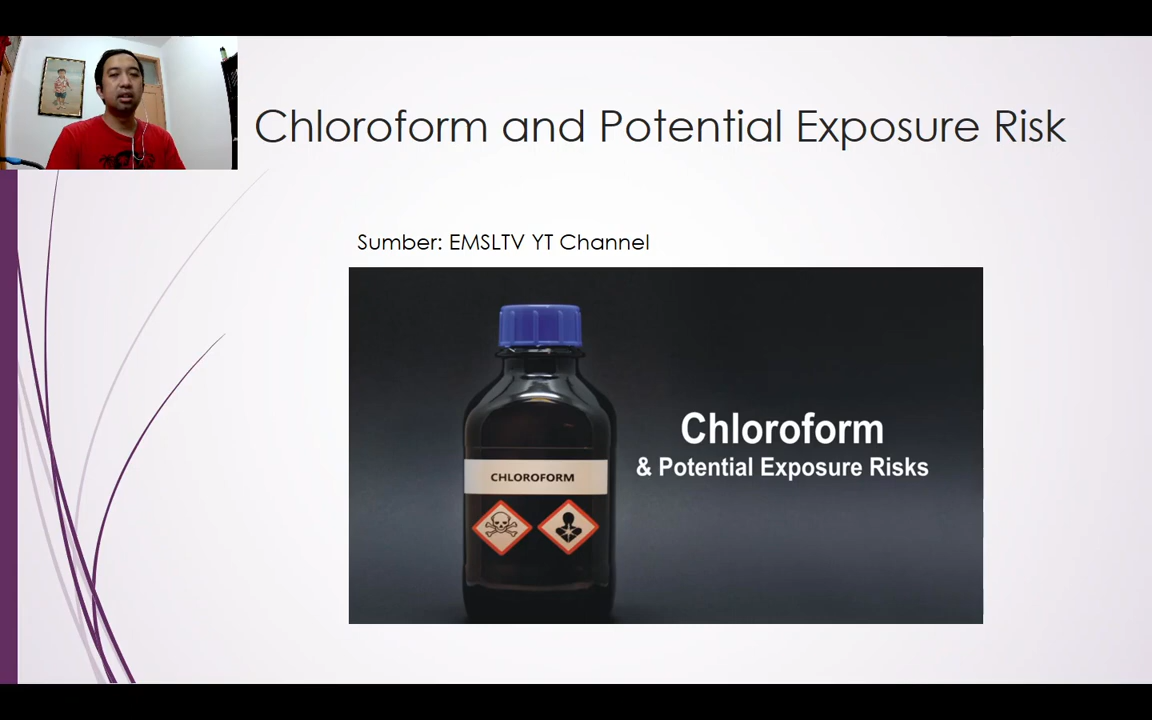 Chloroform and Potential Exposure Risk
Sumber: EMSLTV YT Channel
Chloroform
& Potential Exposure Risks
CHLOROFORM